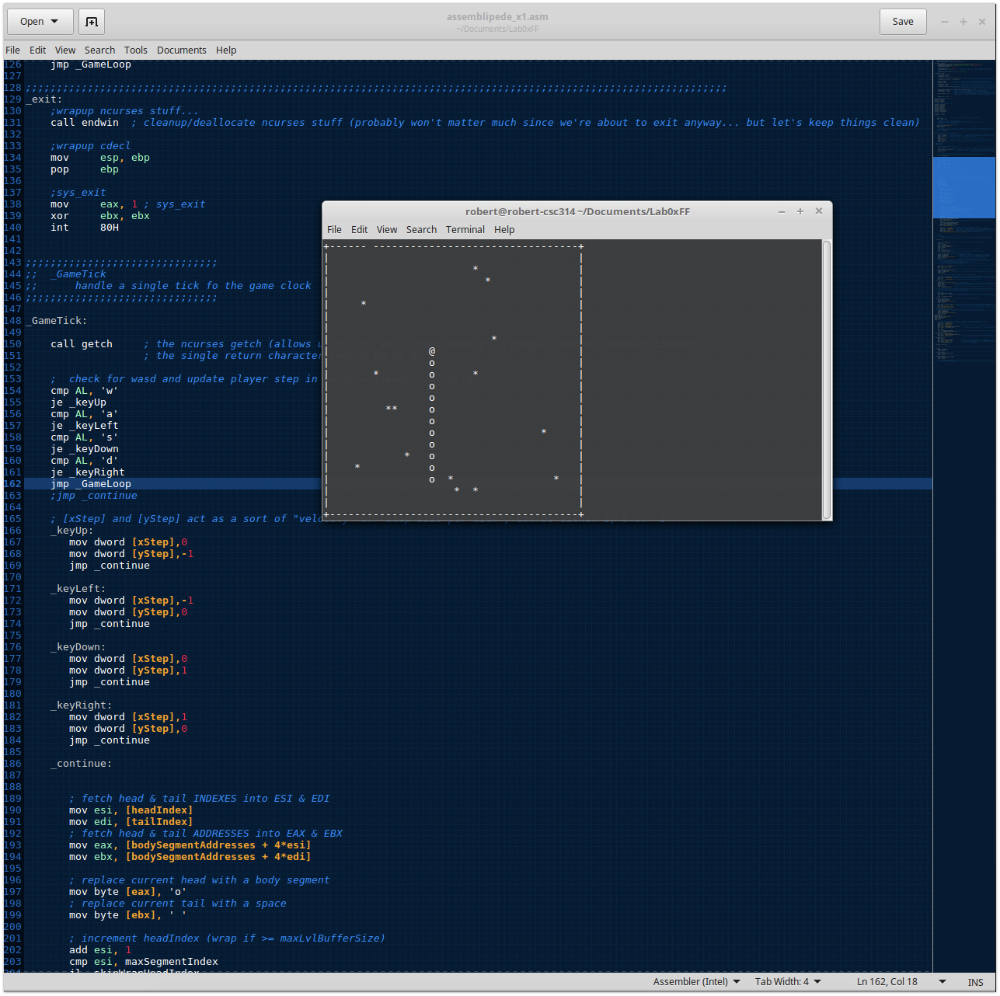 Open
assemblipede_x1.asm
~/Documents/Lab0xFF
Save
File Edit View Search Tools Documents Help
126 jmp _GameLoop
127
128 ;;;;;;;;;;;;;;;;;;;;;;;;;;;;;;;;;;;;;;;;;;;;;;;;;;;;;;;;;;;;;;;;;;;;;;;;;;;;;;;;;;;;;;;;;;;;;;;;;;;;;;;;;;;;;;;;;
129 _exit:
130 ;wrapup ncurses stuff...
131 call endwin ; cleanup/deallocate ncurses stuff (probably won't matter much since we're about to exit anyway... but let's keep things clean)
132
133 ;wrapup cdecl
134 mov esp, ebp
135 pop ebp
136
137 ;sys_exit
138 mov eax, 1 ; sys_exit
139 xor ebx, ebx
140 int 80H
141
142
143 ;;;;;;;;;;;;;;;;;;;;;;;;;;;;;;;
144 ;; _GameTick
145 ;; handle a single tick fo the game clock
146 ;;;;;;;;;;;;;;;;;;;;;;;;;;;;;;;
147
148 _GameTick:
149
150 call getch ; the ncurses getch (allows
151 ; the single return character
152
153 ; check for wasd and update player step in
154 cmp AL, 'w'
155 je _keyUp
156 cmp AL, 'a'
157 je _keyLeft
158 cmp AL, 's'
159 je _keyDown
160 cmp AL, 'd'
161 je _keyRight
162 jmp _GameLoop
163 ;jmp _continue
164
165 ; [xStep] and [yStep] act as a sort of
166 _keyUp:
167 mov dword [xStep],0
168 mov dword [yStep],-1
169 jmp _continue
170
171 _keyLeft:
172 mov dword [xStep],-1
173 mov dword [yStep],0
174 jmp _continue
175
176 _keyDown:
177 mov dword [xStep],0
178 mov dword [yStep],1
179 jmp _continue
180
181 _keyRight:
182 mov dword [xStep],1
183 mov dword [yStep],0
184 jmp _continue
185
186 _continue:
187
188
189 ; fetch head & tail INDEXES into ESI & EDI
190 mov esi, [headIndex]
191 mov edi, [tailIndex]
192 ; fetch head & tail ADDRESSES into EAX & EBX
193 mov eax, [bodySegmentAddresses + 4*esi]
194 mov ebx, [bodySegmentAddresses + 4*edi]
195
196 ; replace current head with a body segment
197 mov byte [eax], 'o'
198 ; replace current tail with a space
199 mov byte [ebx], ' '
200
201 ; increment headIndex (wrap if >= maxLvlBufferSize)
202 add esi, 1
203 cmp esi, maxSegmentIndex
robert@robert-csc314 ~/Documents/Lab0xFF
File Edit View Search Terminal Help
+------ ---------------------------------+
| |
| * |
| * |
| |
| * |
| |
| |
| * |
| @ |
| o |
| * o * |
| o |
| o |
| ** o |
| o |
| o * |
| o |
| * o |
| * o |
| o * * |
| * * |
| |
+----------------------------------------+
Assembler (Intel) Tab Width: 4 Ln 162, Col 18 INS